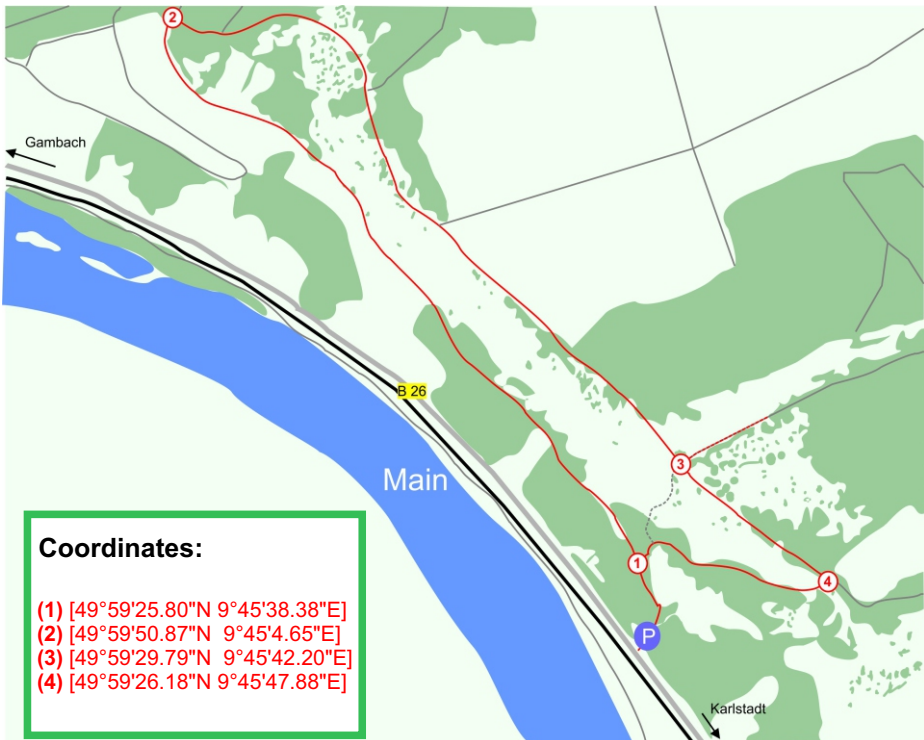 2
Gambach
B 26
Main
3
1
4
P
Karlstadt
Coordinates:
(1) [49°59'25.80"N 9°45'38.38"E]
(2) [49°59'50.87"N  9°45'4.65"E]
(3) [49°59'29.79"N  9°45'42.20"E]
(4) [49°59'26.18"N 9°45'47.88"E]